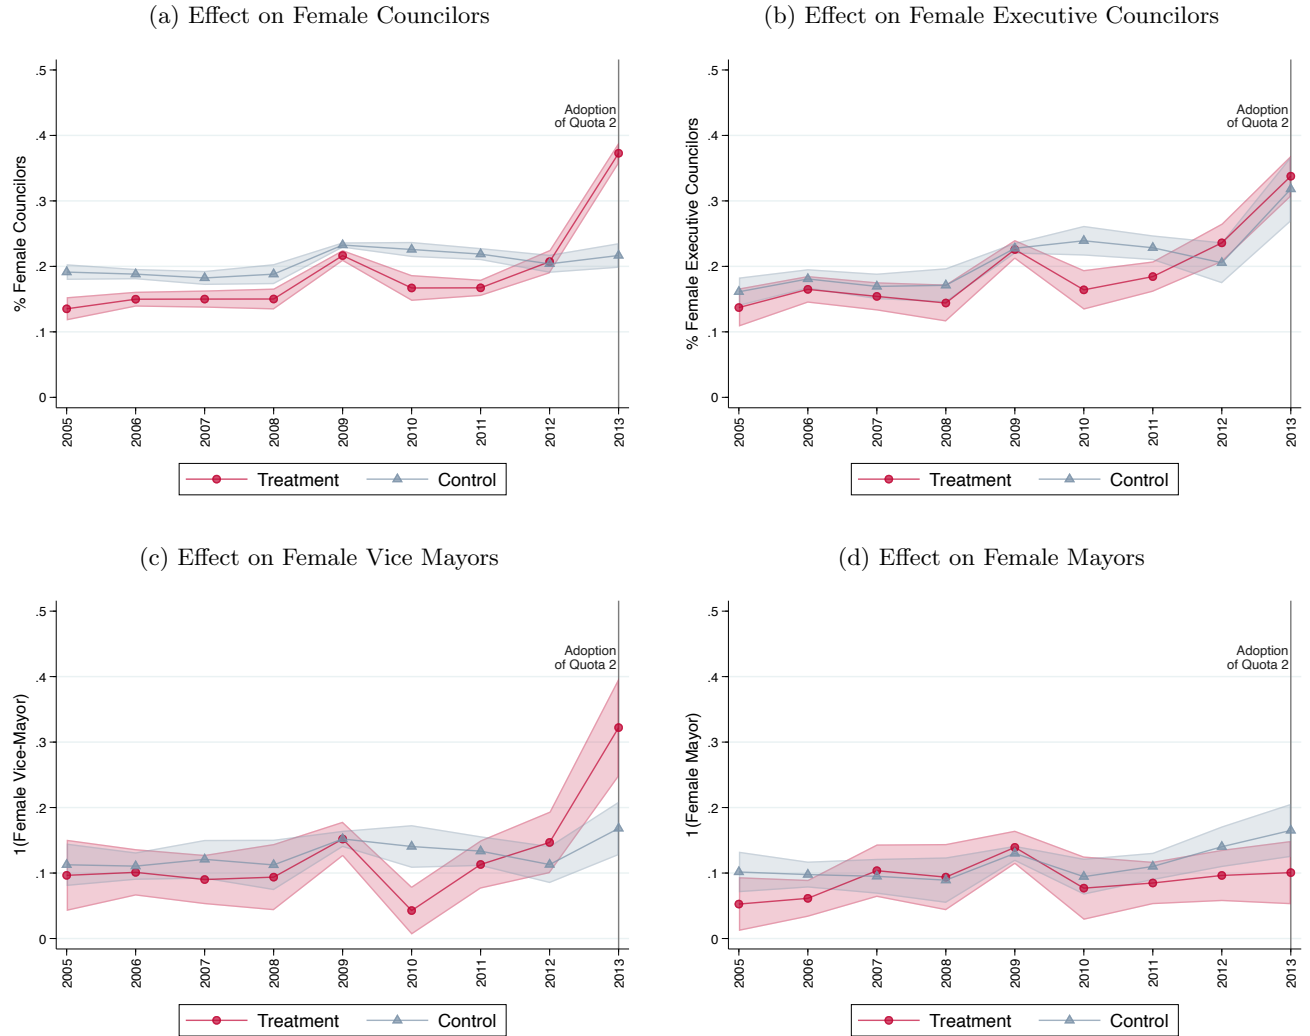 (a) Effect on Female Councilors
% Female Councilors
.5
.4
.3
.2
.1
0
Adoption
of Quota 2
2005
2006
2007
2008
2009
2010
2011
2012
2013
Treatment
Control
(b) Effect on Female Executive Councilors
% Female Executive Councilors
.5
.4
.3
.2
.1
0
Adoption
of Quota 2
2005
2006
2007
2008
2009
2010
2011
2012
2013
Treatment
Control
(c) Effect on Female Vice Mayors
1(Female Vice-Mayor)
.5
.4
.3
.2
.1
0
Adoption
of Quota 2
2005
2006
2007
2008
2009
2010
2011
2012
2013
Treatment
Control
(d) Effect on Female Mayors
1(Female Mayor)
.5
.4
.3
.2
.1
0
Adoption
of Quota 2
2005
2006
2007
2008
2009
2010
2011
2012
2013
Treatment
Control